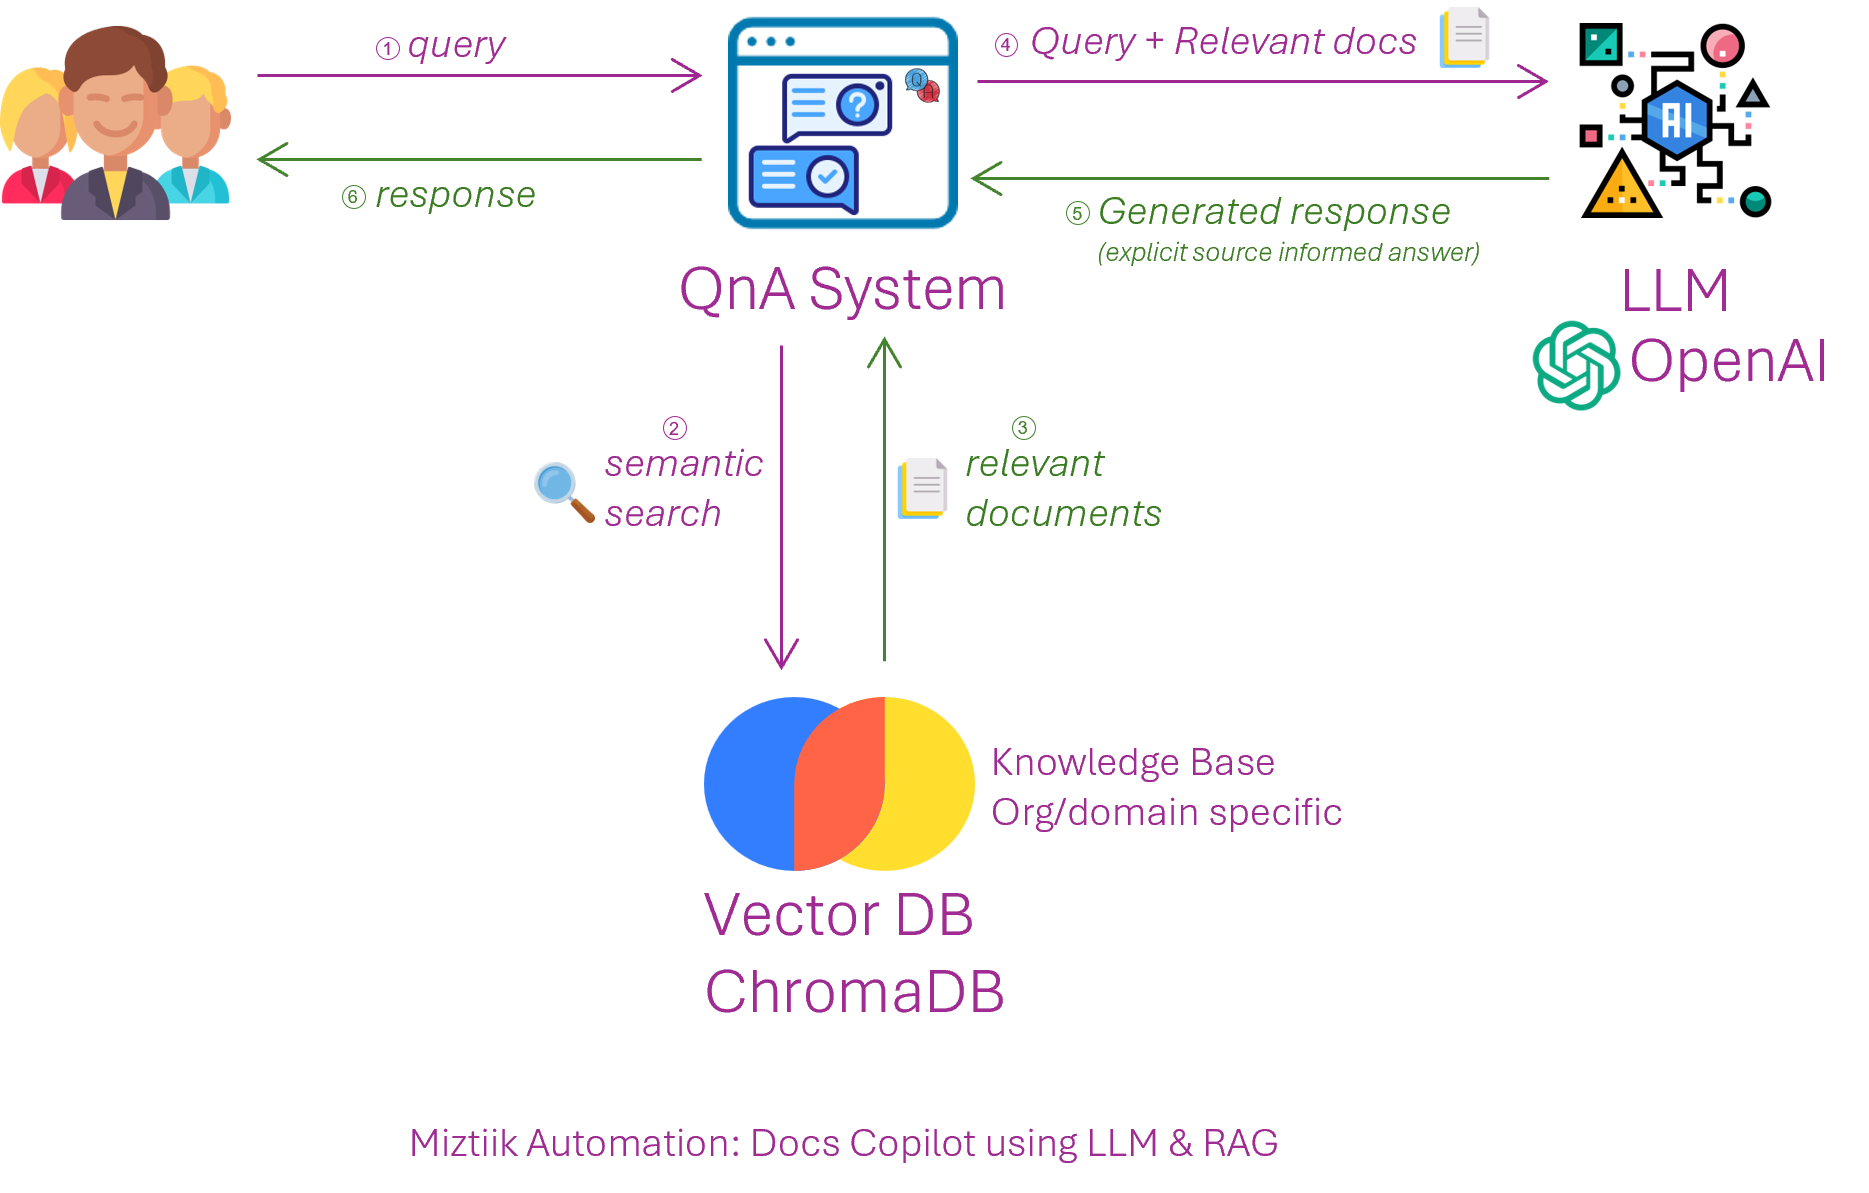 ① query
④ Query + Relevant docs
AI
Q
⑥ response
⑤ Generated response
(explicit source informed answer)
QnA System
LLM
OpenAI
②
semantic
search
③
relevant
documents
Knowledge Base
Org/domain specific
Vector DB
ChromaDB
Miztiik Automation: Docs Copilot using LLM & RAG